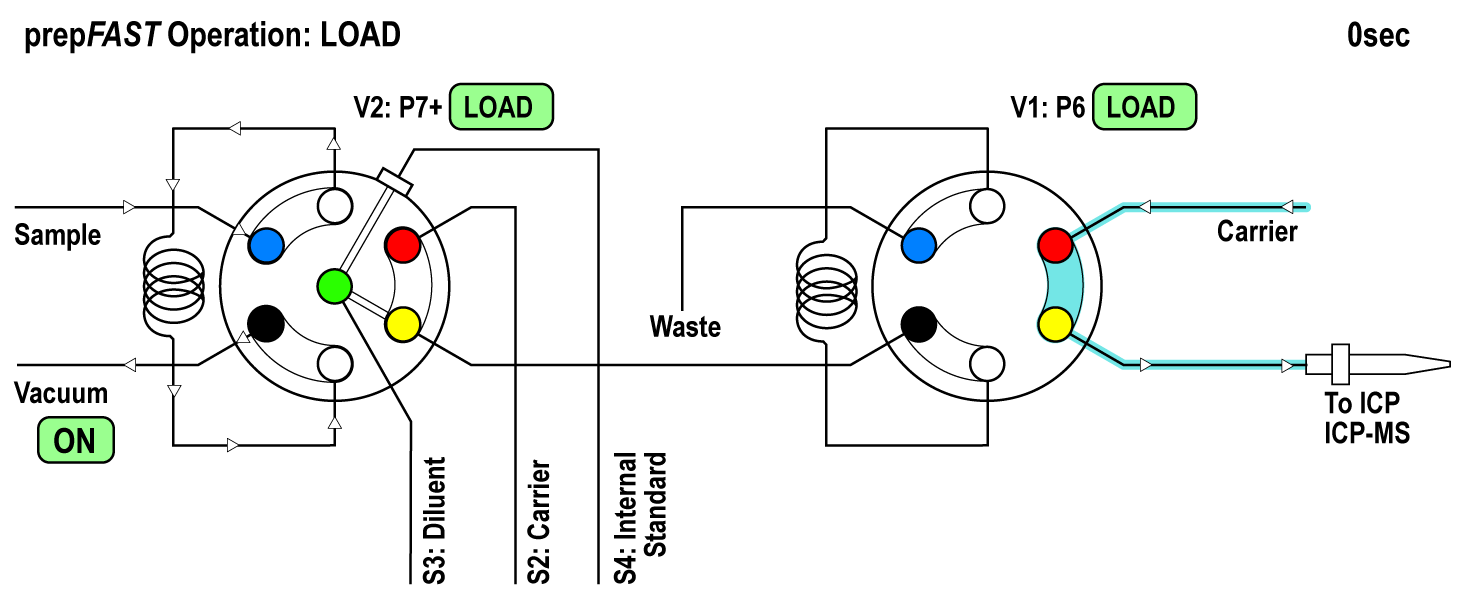 prepFAST Operation: LOAD
0sec
V2: P7+ LOAD
V1: P6 LOAD
Sample
Carrier
Waste
Vacuum
ON
To ICP
ICP-MS
S3: Diluent
S2: Carrier
S4: Internal
Standard